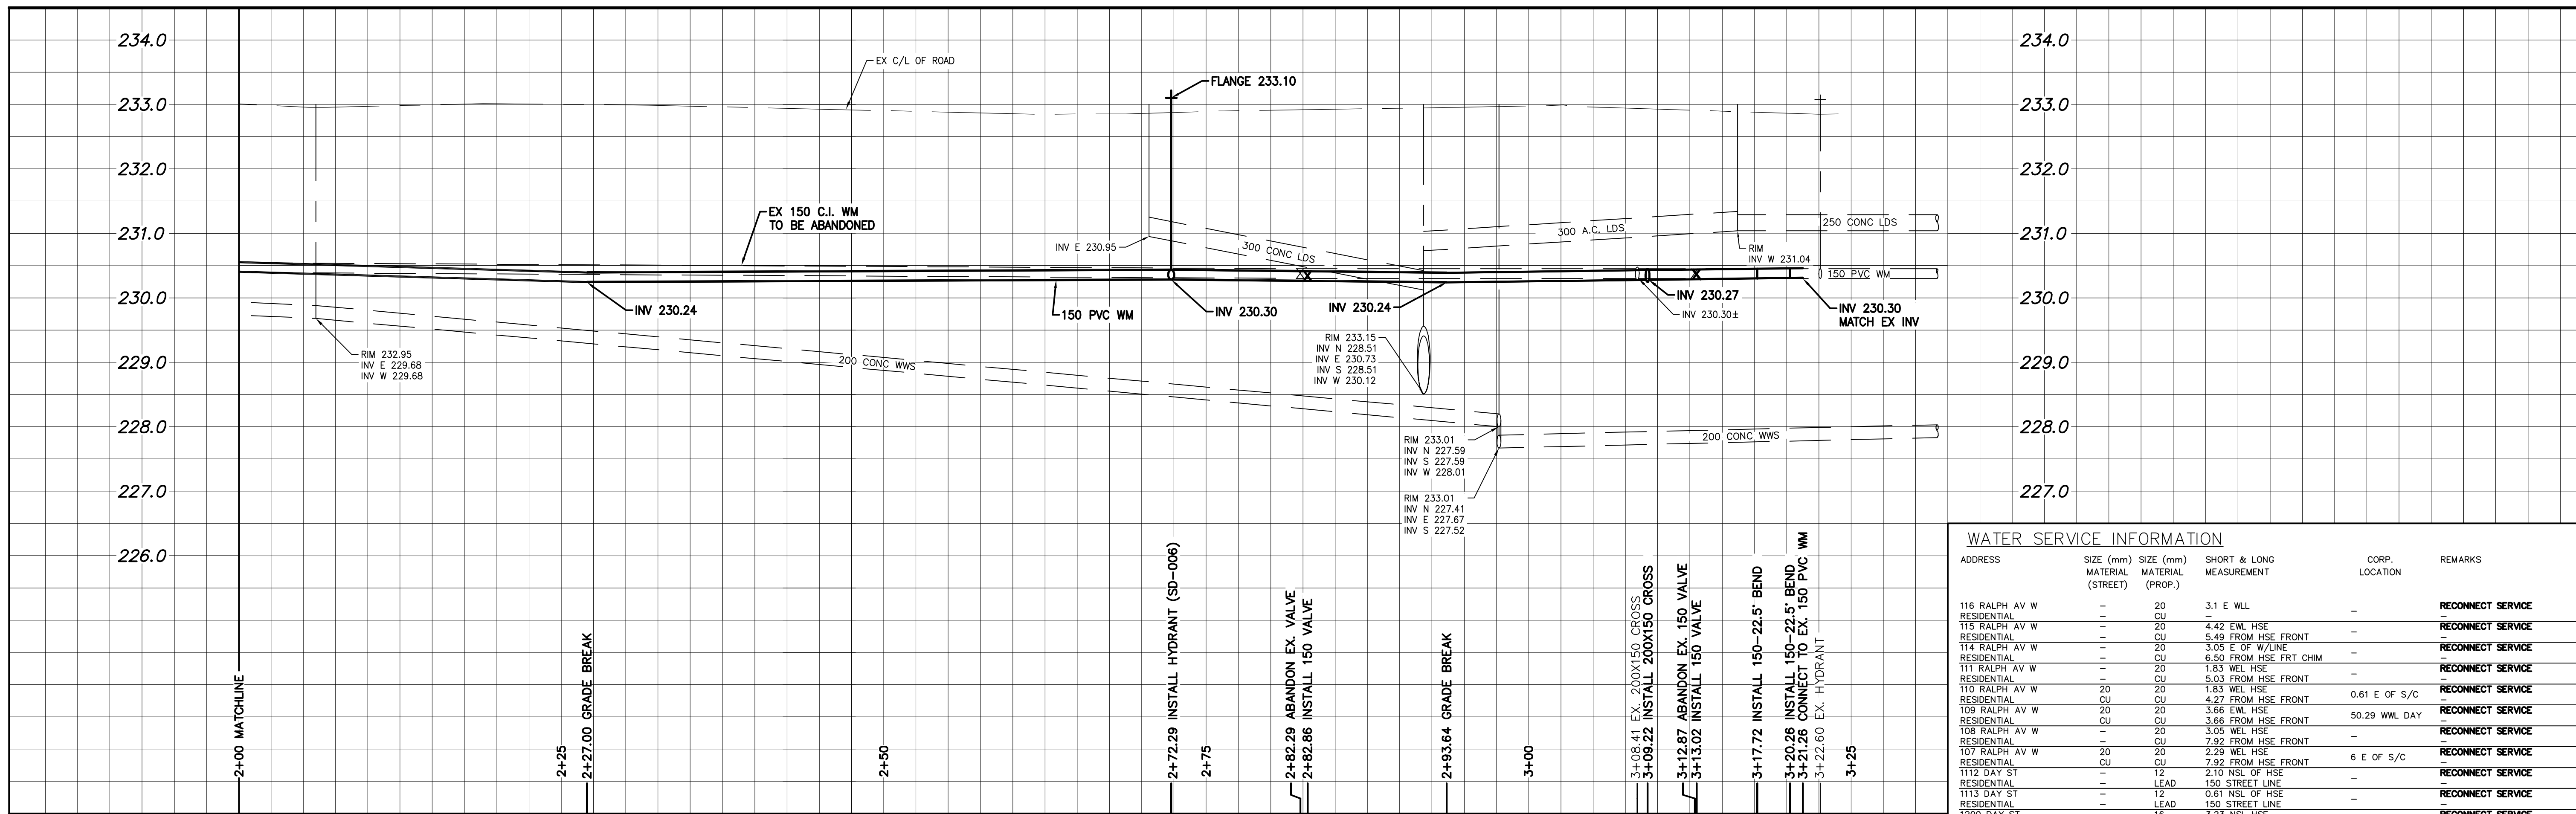 234.0
233.0
232.0
231.0
230.0
229.0
228.0
227.0
226.0
234.0
233.0
232.0
231.0
230.0
229.0
228.0
227.0
EX C/L OF ROAD
FLANGE 233.10
EX 150 C.I. WM
TO BE ABANDONED
INV E 230.95
300 CONC LDS
300 A.C. LDS
250 CONC LDS
RIM
INV W 231.04
150 PVC WM
INV 230.24
150 PVC WM
INV 230.30
INV 230.24
INV 230.27
INV 230.30±
INV 230.30
MATCH EX INV
RIM 232.95
INV E 229.68
INV W 229.68
200 CONC WWS
RIM 233.15
INV N 228.51
INV E 230.73
INV S 228.51
INV W 230.12
RIM 233.01
INV N 227.59
INV S 227.59
INV W 228.01
200 CONC WWS
RIM 233.01
INV N 227.41
INV E 227.67
INV S 227.52
2+00 MATCHLINE
2+25
2+27.00 GRADE BREAK
2+50
2+72.29 INSTALL HYDRANT (SD-006)
2+75
2+82.29 ABANDON EX. VALVE
2+82.86 INSTALL 150 VALVE
2+93.64 GRADE BREAK
3+00
3+08.41 EX. 200X150 CROSS
3+09.22 INSTALL 200X150 CROSS
3+12.87 ABANDON EX. 150 VALVE
3+13.02 INSTALL 150 VALVE
3+17.72 INSTALL 150-22.5° BEND
3+20.26 INSTALL 150-22.5° BEND
3+21.26 CONNECT TO EX. 150 PVC WM
3+22.60 EX. HYDRANT
3+25
WATER SERVICE INFORMATION
ADDRESS SIZE (mm) SIZE (mm) SHORT & LONG CORP. REMARKS
MATERIAL MATERIAL MEASUREMENT LOCATION
(STREET) (PROP.)
116 RALPH AV W - 20 3.1 E WLL - RECONNECT SERVICE
RESIDENTIAL - CU - -
115 RALPH AV W - 20 4.42 EWL HSE - RECONNECT SERVICE
RESIDENTIAL - CU 5.49 FROM HSE FRONT -
114 RALPH AV W - 20 3.05 E OF W/LINE - RECONNECT SERVICE
RESIDENTIAL - CU 6.50 FROM HSE FRT CHIM -
111 RALPH AV W - 20 1.83 WEL HSE - RECONNECT SERVICE
RESIDENTIAL - CU 5.03 FROM HSE FRONT -
110 RALPH AV W 20 20 1.83 WEL HSE 0.61 E OF S/C RECONNECT SERVICE
RESIDENTIAL CU CU 4.27 FROM HSE FRONT -
109 RALPH AV W 20 20 3.66 EWL HSE 50.29 WWL DAY RECONNECT SERVICE
RESIDENTIAL CU CU 3.66 FROM HSE FRONT -
108 RALPH AV W - 20 3.05 WEL HSE - RECONNECT SERVICE
RESIDENTIAL - CU 7.92 FROM HSE FRONT -
107 RALPH AV W 20 20 2.29 WEL HSE 6 E OF S/C RECONNECT SERVICE
RESIDENTIAL CU CU 7.92 FROM HSE FRONT -
1112 DAY ST - 12 2.10 NSL OF HSE - RECONNECT SERVICE
RESIDENTIAL - LEAD 150 STREET LINE -
1113 DAY ST - 12 0.61 NSL OF HSE - RECONNECT SERVICE
RESIDENTIAL - LEAD 150 STREET LINE -